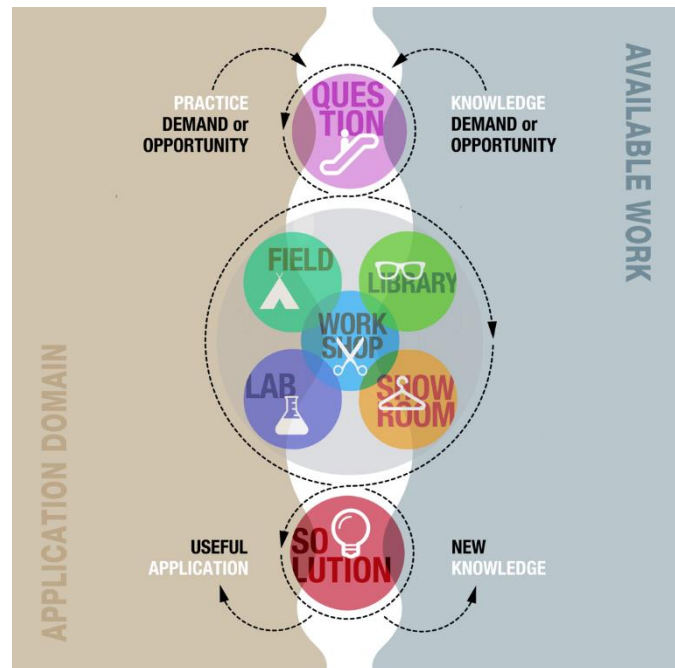 QUES
TION
PRACTICE
DEMAND or
OPPORTUNITY
KNOWLEDGE
DEMAND or
OPPORTUNITY
AVAILABLE WORK
FIELD
LIBRARY
WORK
SHOP
LAB
SHOW
ROOM
APPLICATION DOMAIN
SO
LUTION
USEFUL
APPLICATION
NEW
KNOWLEDGE